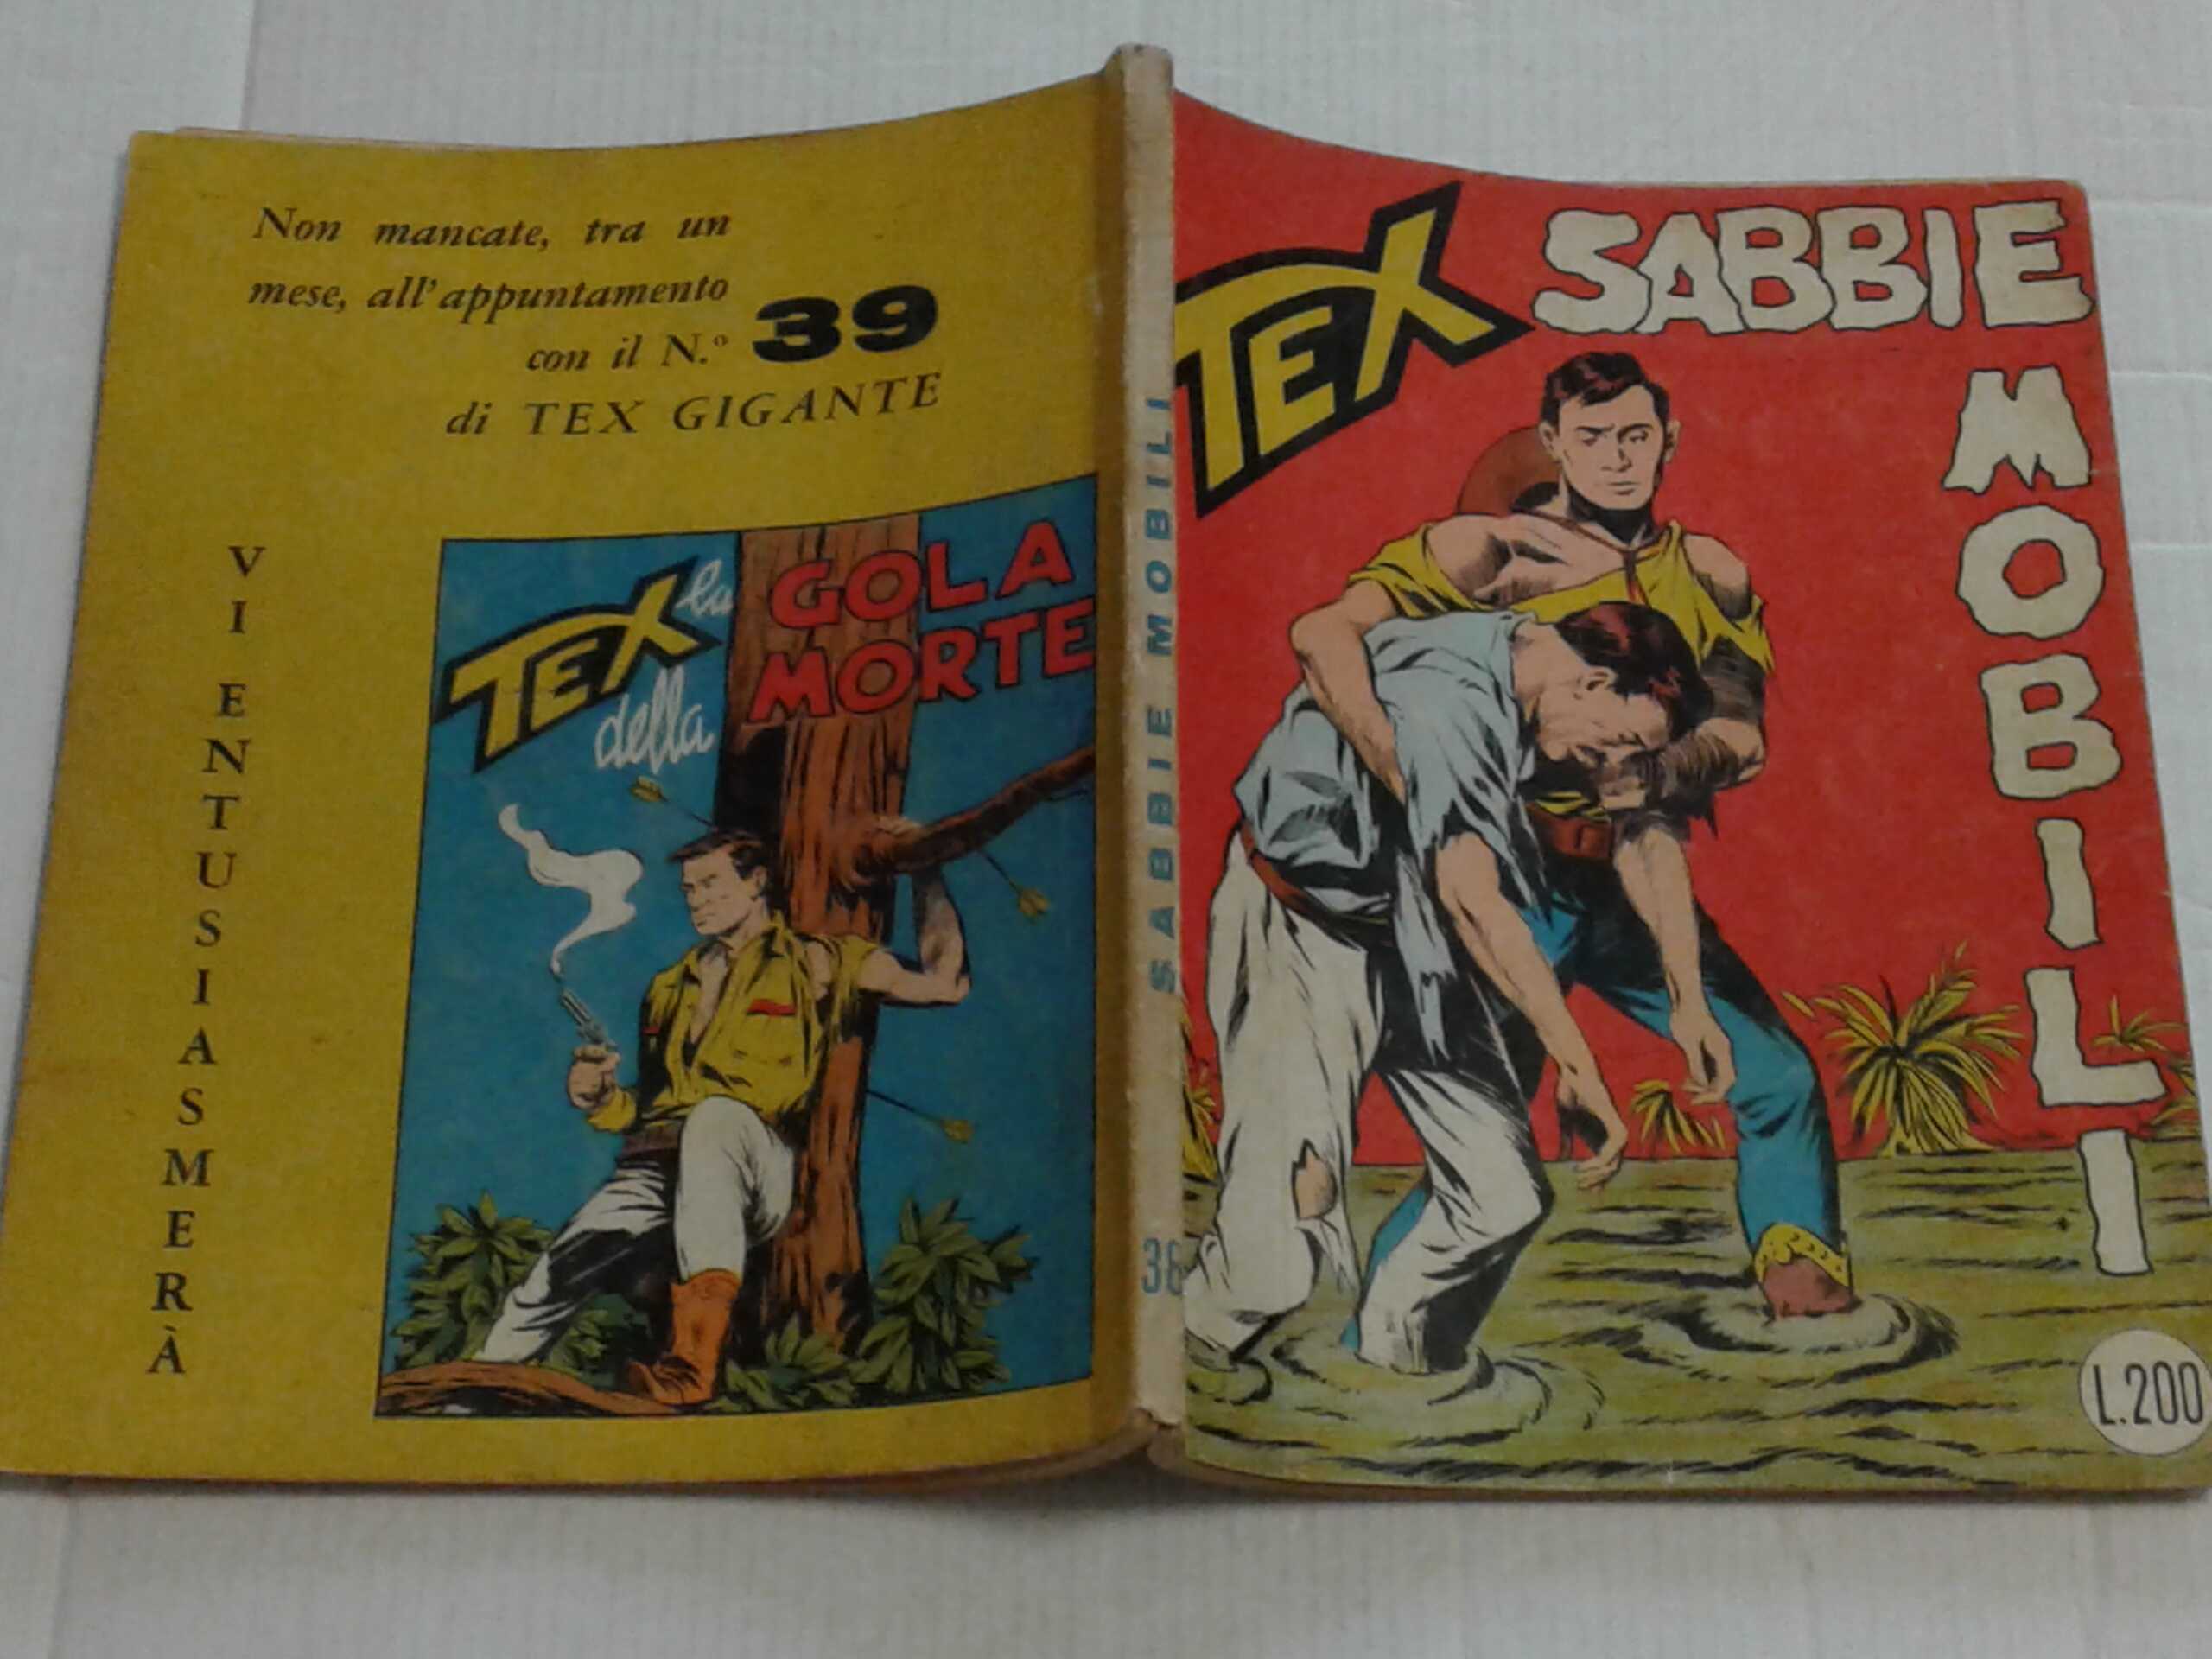 Non mancate, tra un
mese, all'appuntamento
con il N.º 39
di TEX GIGANTE
VI ENTUSIASMERÀ
TEX la GOLA
della MORTE
SABBIE MOBILI
38
TEX SABBIE
MOBILI
L.200